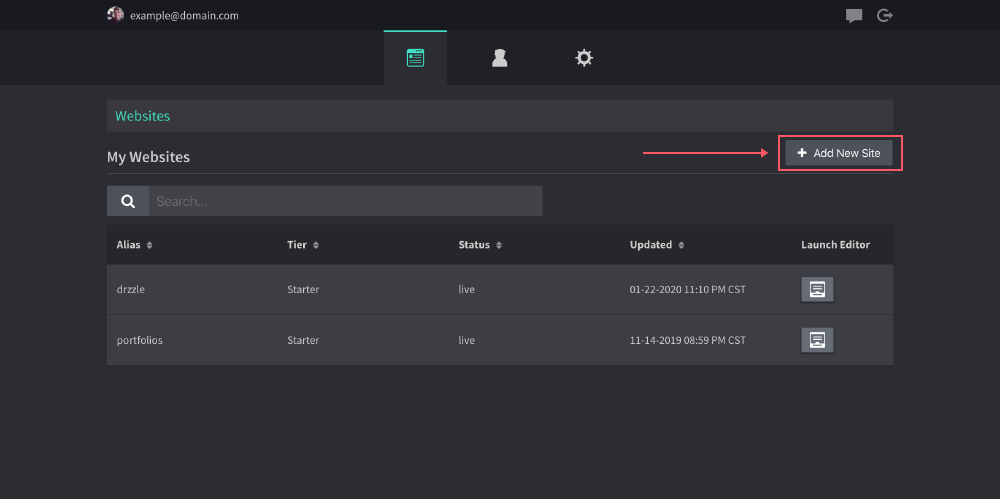 example@domain.com
Websites
My Websites
Add New Site
Search...
Alias Tier Status Updated Launch Editor
drzzle Starter live 01-22-2020 11:10 PM CST
portfolios Starter live 11-14-2019 08:59 PM CST